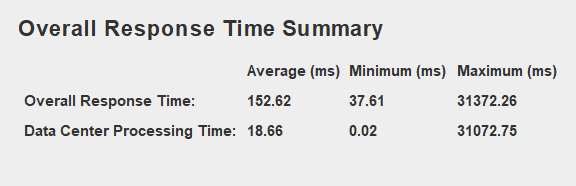 Overall Response Time Summary
Average (ms) Minimum (ms) Maximum (ms)
Overall Response Time: 152.62 37.61 31372.26
Data Center Processing Time: 18.66 0.02 31072.75